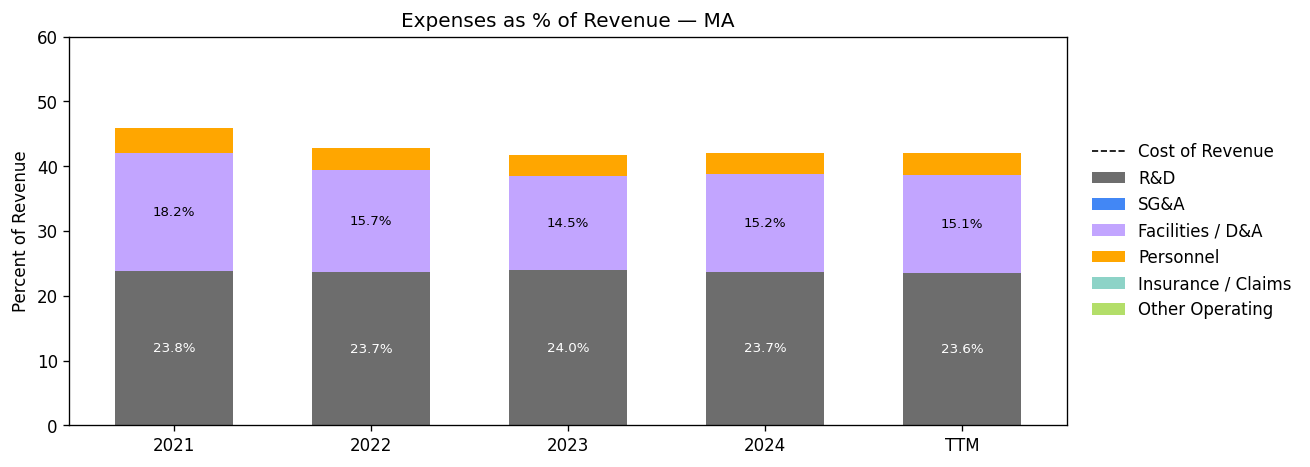 Expenses as % of Revenue — MA
Percent of Revenue
60
50
40
30
20
10
0
18.2%
15.7%
14.5%
15.2%
15.1%
23.8%
23.7%
24.0%
23.7%
23.6%
2021
2022
2023
2024
TTM
Cost of Revenue
R&D
SG&A
Facilities / D&A
Personnel
Insurance / Claims
Other Operating